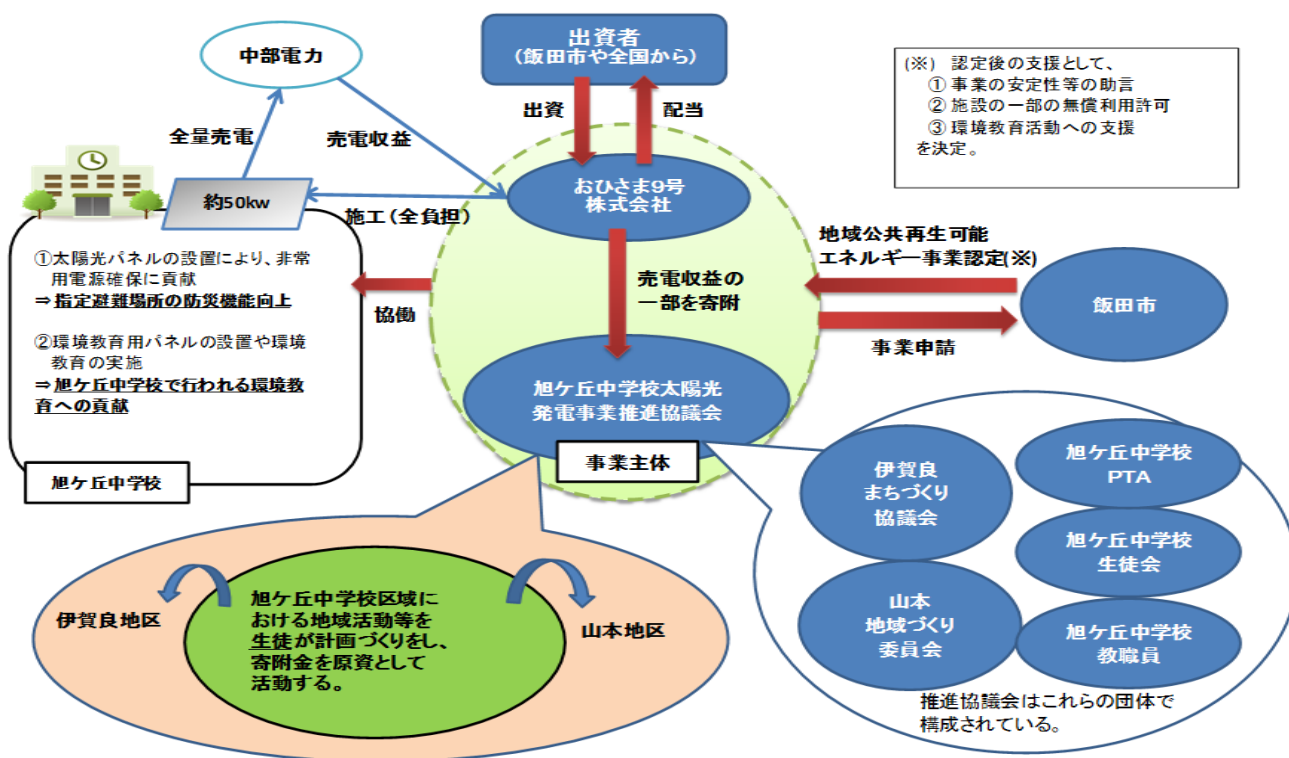 中部電力
出資者
(飯田市や全国から)
(※) 認定後の支援として、
① 事業の安定性等の助言
② 施設の一部の無償利用許可
③ 環境教育活動への支援
を決定。
出資
配当
全量売電
売電収益
おひさま9号
株式会社
約50kw
施工(全負担)
①太陽光パネルの設置により、非常
用電源確保に貢献
⇒指定避難場所の防災機能向上
②環境教育用パネルの設置や環境
教育の実施
⇒旭ケ丘中学校で行われる環境教
育への貢献
旭ケ丘中学校
協働
売電収益の
一部を寄附
地域公共再生可能
エネルギー事業認定(※)
飯田市
事業申請
旭ケ丘中学校太陽光
発電事業推進協議会
事業主体
伊賀良
まちづくり
協議会
旭ケ丘中学校
PTA
旭ケ丘中学校
生徒会
山本
地域づくり
委員会
旭ケ丘中学校
教職員
推進協議会はこれらの団体で
構成されている。
伊賀良地区
旭ケ丘中学校区域に
おける地域活動等を
生徒が計画づくりをし、
寄附金を原資として
活動する。
山本地区